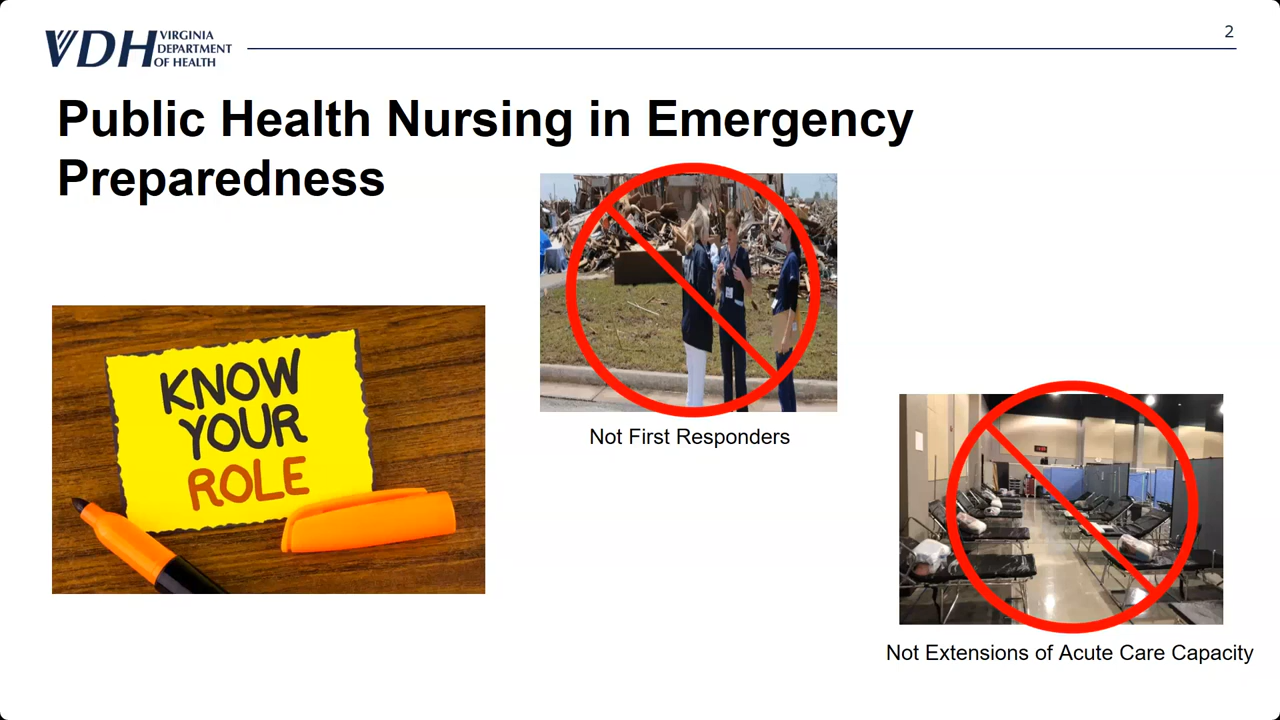 VDH VIRGINIA
DEPARTMENT
OF HEALTH
2
Public Health Nursing in Emergency
Preparedness
KNOW
YOUR
ROLE
Not First Responders
Not Extensions of Acute Care Capacity